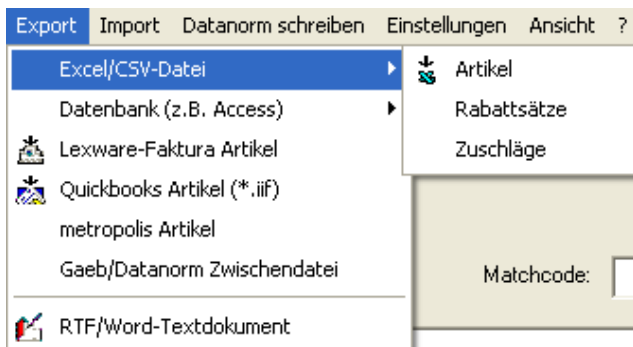 Export Import Datanorm schreiben Einstellungen Ansicht ?
Excel/CSV-Datei
Datenbank (z.B. Access)
Lexware-Faktura Artikel
Quickbooks Artikel (*.iif)
metropolis Artikel
Gaeb/Datanorm Zwischendatei
RTF/Word-Textdokument
Artikel
Rabattsätze
Zuschläge
Matchcode: